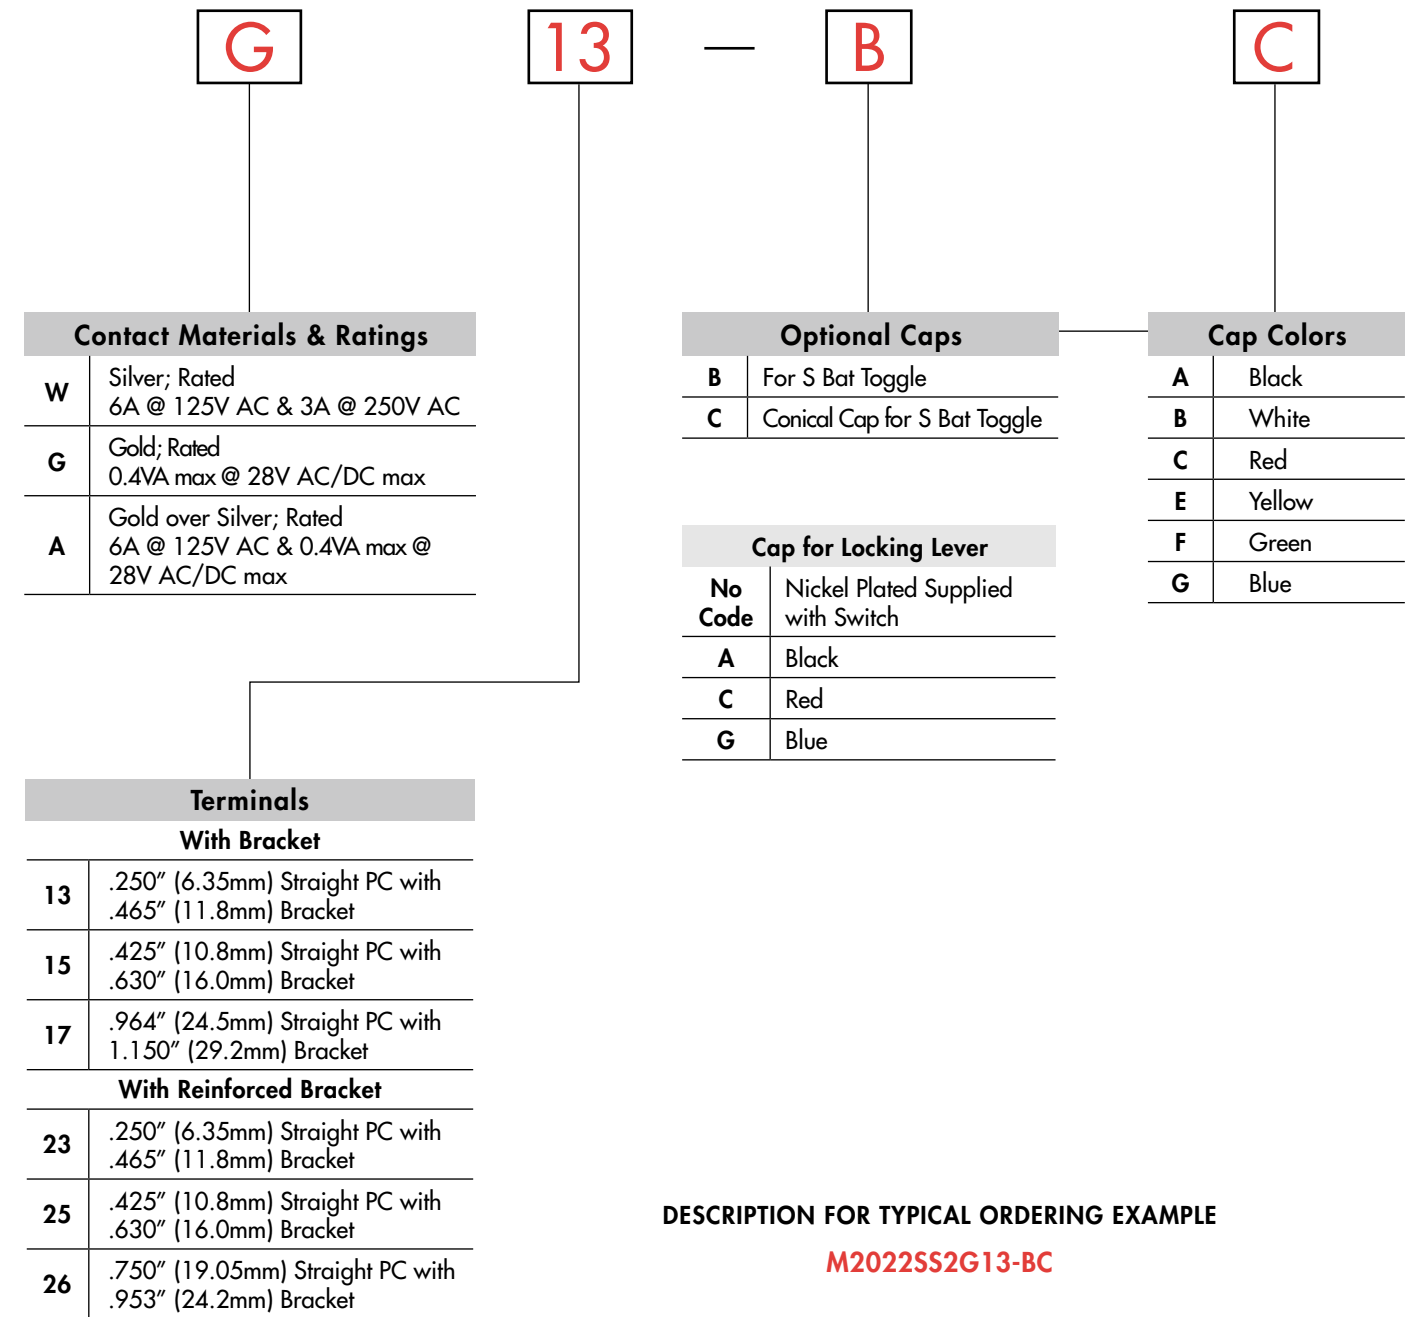 G 13 — B C
Contact Materials & Ratings
W Silver; Rated
6A @ 125V AC & 3A @ 250V AC
G Gold; Rated
0.4VA max @ 28V AC/DC max
A Gold over Silver; Rated
6A @ 125V AC & 0.4VA max @
28V AC/DC max
Optional Caps
B For S Bat Toggle
C Conical Cap for S Bat Toggle
Cap Colors
A Black
B White
C Red
E Yellow
F Green
G Blue
Cap for Locking Lever
No Code Nickel Plated Supplied
with Switch
A Black
C Red
G Blue
Terminals
With Bracket
13 .250″ (6.35mm) Straight PC with
.465″ (11.8mm) Bracket
15 .425″ (10.8mm) Straight PC with
.630″ (16.0mm) Bracket
17 .964″ (24.5mm) Straight PC with
1.150″ (29.2mm) Bracket
With Reinforced Bracket
23 .250″ (6.35mm) Straight PC with
.465″ (11.8mm) Bracket
25 .425″ (10.8mm) Straight PC with
.630″ (16.0mm) Bracket
26 .750″ (19.05mm) Straight PC with
.953″ (24.2mm) Bracket
DESCRIPTION FOR TYPICAL ORDERING EXAMPLE
M2022SS2G13-BC